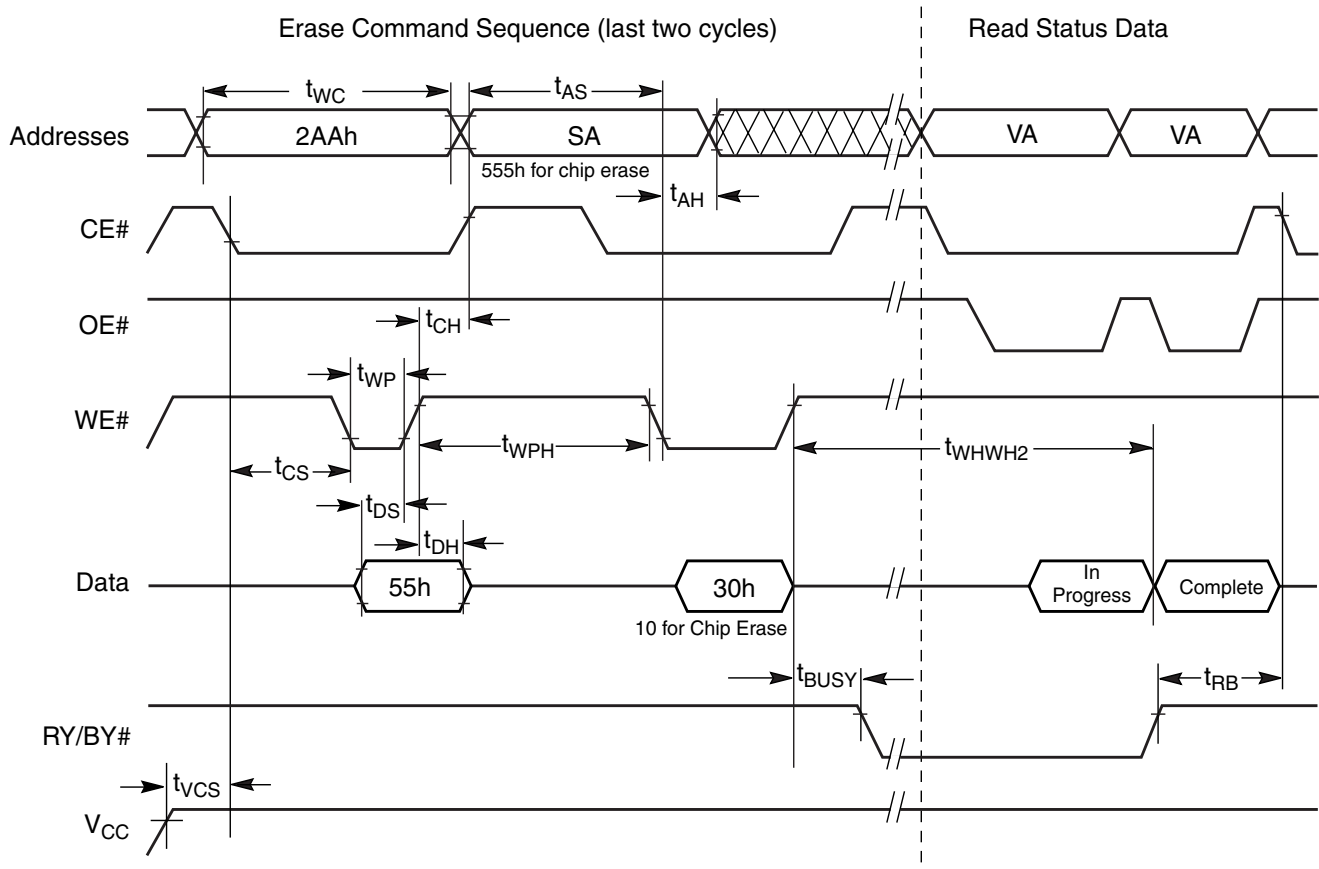 Erase Command Sequence (last two cycles)
Read Status Data
tWC
tAS
Addresses
2AAh
SA
VA
VA
555h for chip erase
tAH
CE#
OE#
tCH
tWP
WE#
tWPH
tWHWH2
tCS
tDS
tDH
Data
55h
30h
In
Progress
Complete
10 for Chip Erase
tBUSY
tRB
RY/BY#
tVCS
VCC